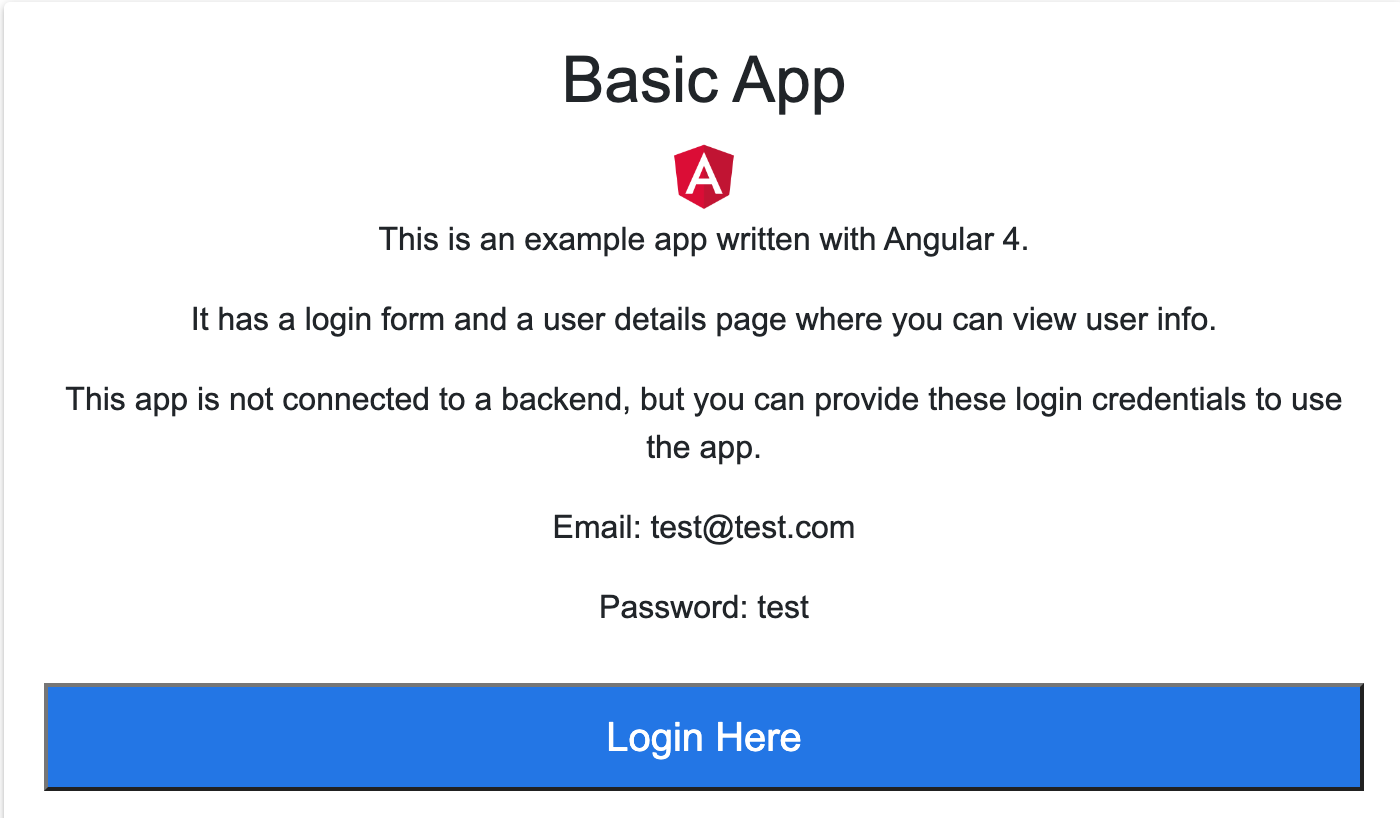 Basic App
A
This is an example app written with Angular 4.
It has a login form and a user details page where you can view user info.
This app is not connected to a backend, but you can provide these login credentials to use
the app.
Email: test@test.com
Password: test
Login Here